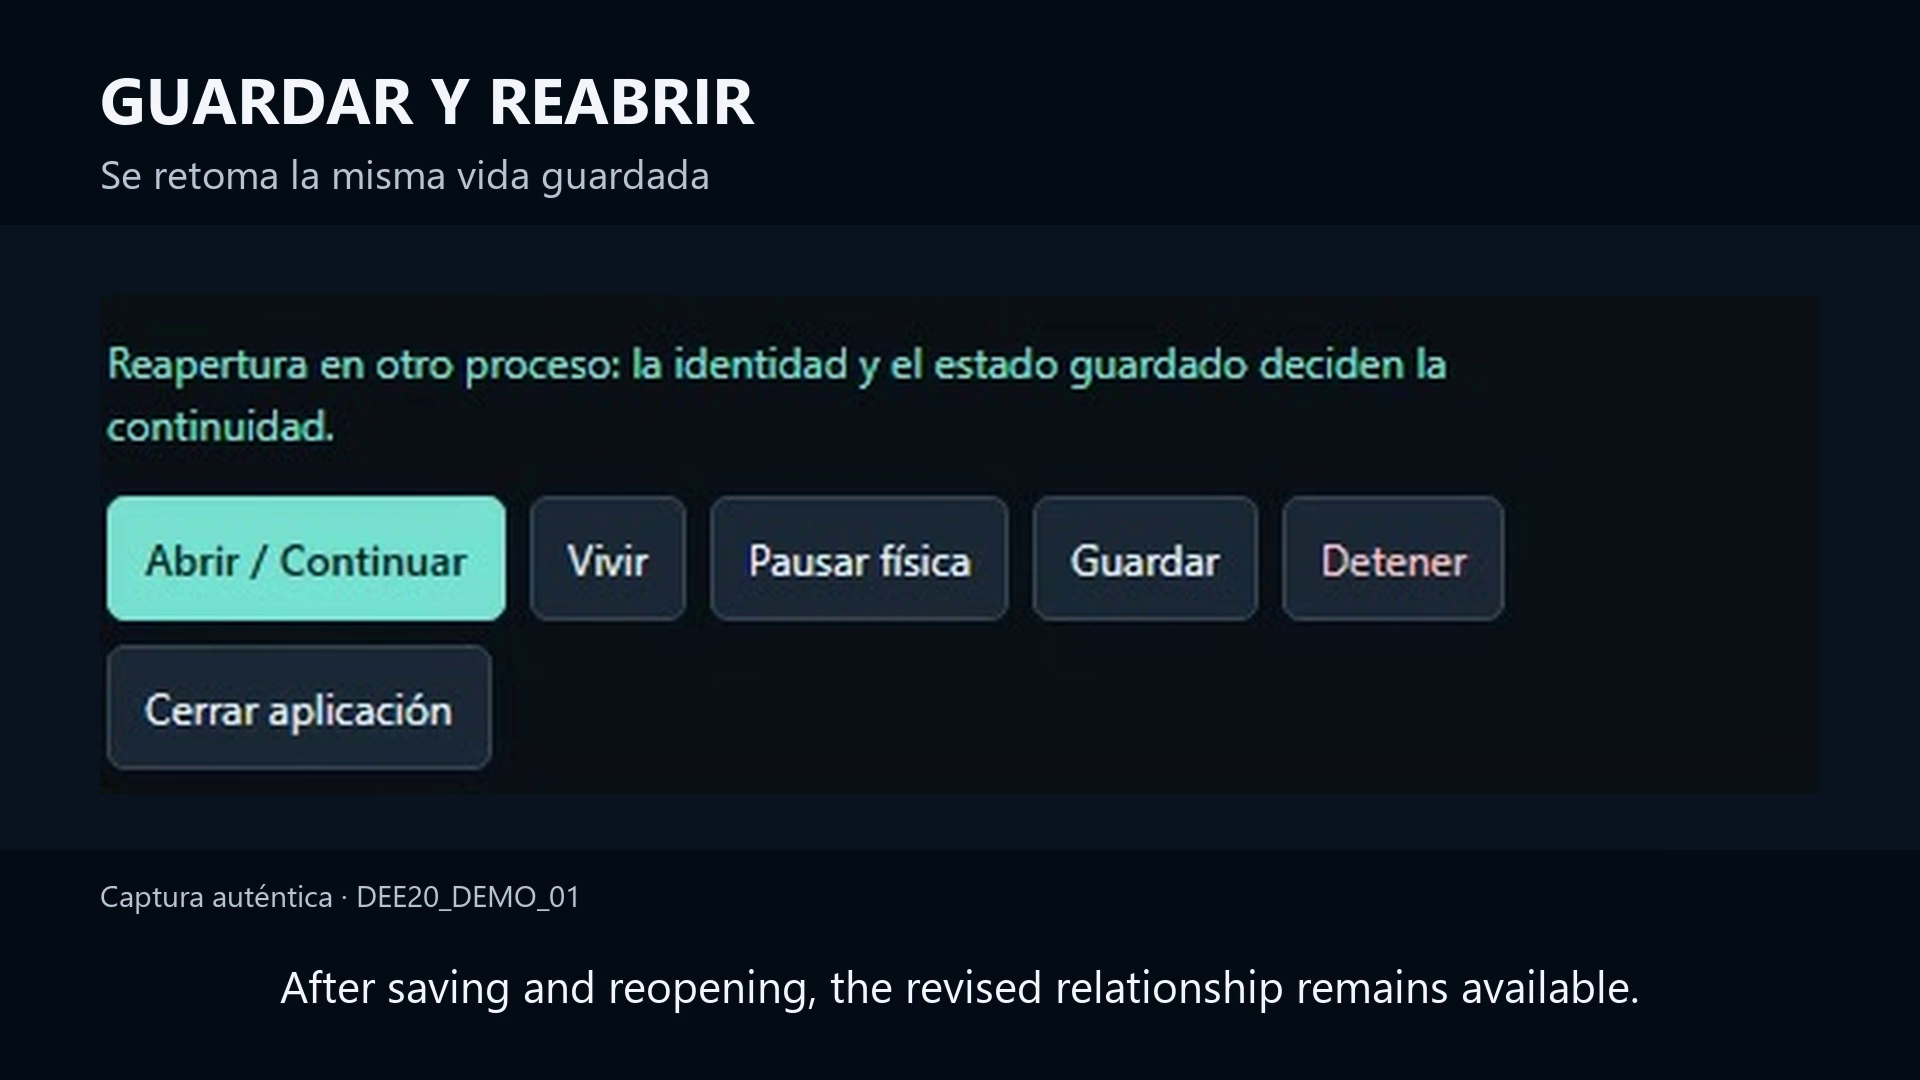 GUARDAR Y REABRIR
Se retoma la misma vida guardada
Reapertura en otro proceso: la identidad y el estado guardado deciden la
continuidad.
Abrir / Continuar
Vivir
Pausar física
Guardar
Detener
Cerrar aplicación
Captura auténtica · DEE20_DEMO_01
After saving and reopening, the revised relationship remains available.